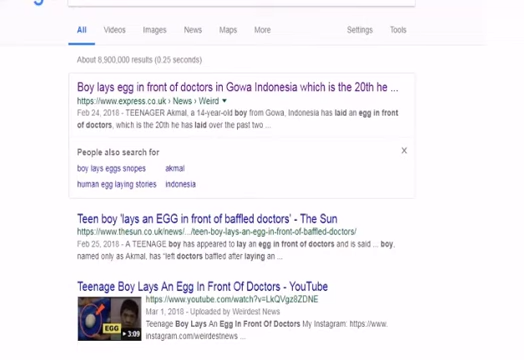 All Videos Images News Maps More Settings Tools
About 8,900,000 results (0.25 seconds)
Boy lays egg in front of doctors in Gowa Indonesia which is the 20th he ...
https://www.express.co.uk › News › Weird
Feb 24, 2018 - TEENAGER Akmal, a 14-year-old boy from Gowa. Indonesia has laid an egg in front
of doctors, which is the 20th he has laid over the past two ...
People also search for X
boy lays eggs snopes akmal
human egg laying stories indonesia
Teen boy 'lays an EGG in front of baffled doctors' - The Sun
https://www.thesun.co.uk/news/.../teen-boy-lays-an-egg-in-front-of-baffled-doctors/
Feb 25, 2018 - A TEENAGE boy has appeared to lay an egg in front of doctors and is said ... boy,
named only as Akmal, has "left doctors baffled after laying an ...
Teenage Boy Lays An Egg In Front Of Doctors - YouTube
https://www.youtube.com/watch?v=LkQVgz8ZDNE
Mar 1, 2018 - Uploaded by Weirdest News
Teenage Boy Lays An Egg In Front Of Doctors My Instagram: https://www.
instagram.com/weirdestnews ...
EGG
3:09